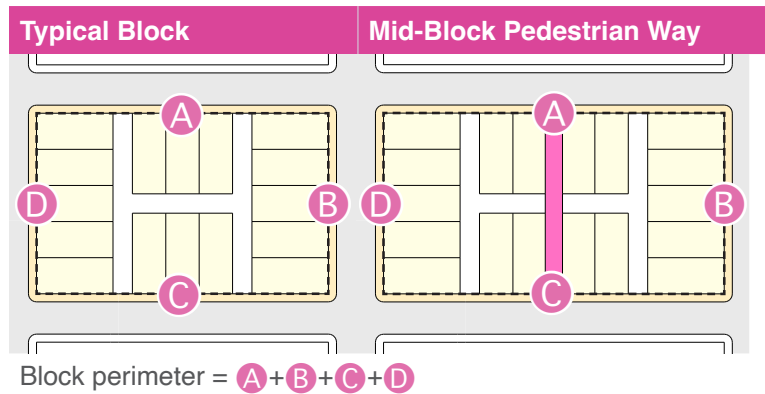 Typical Block
Mid-Block Pedestrian Way
A
A
D
B
D
B
C
C
Block perimeter = A+B+C+D